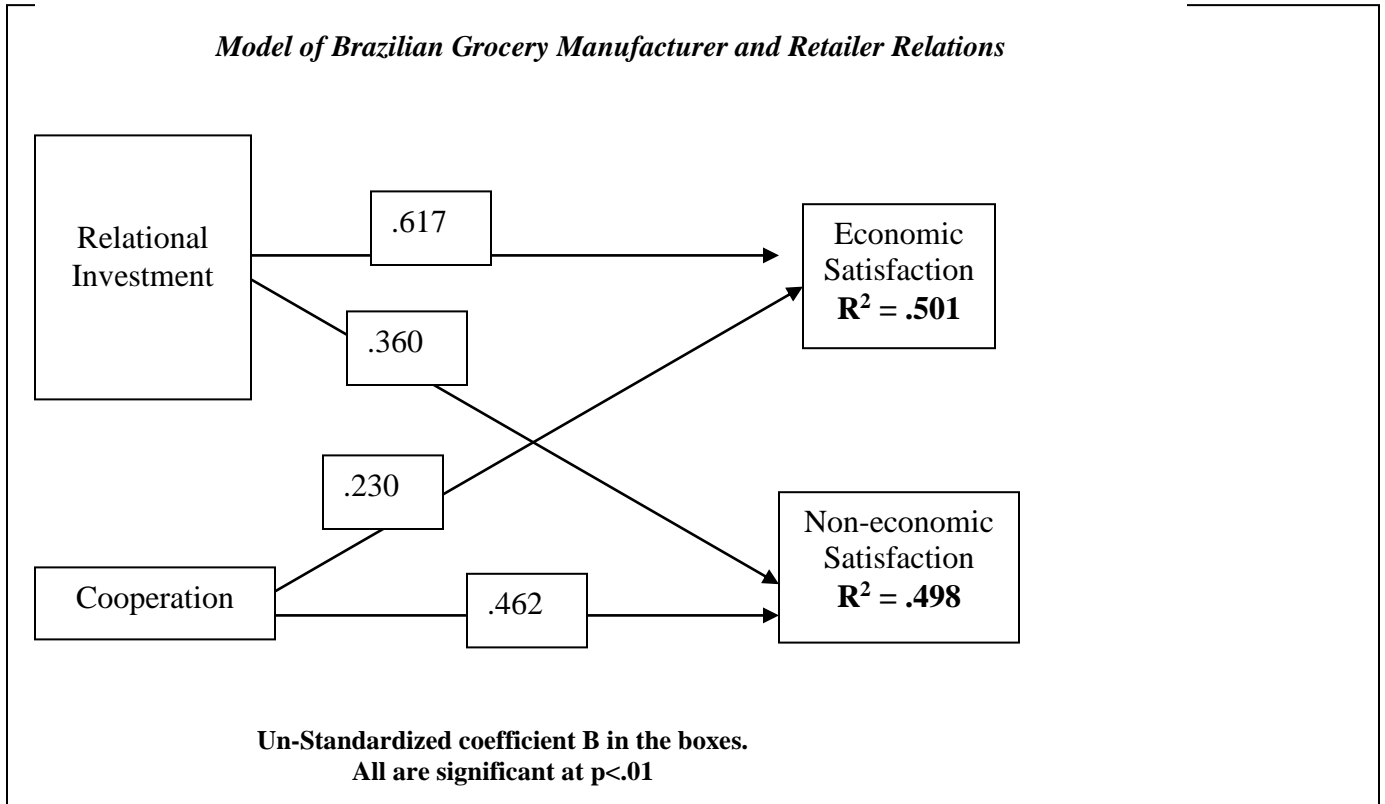 Model of Brazilian Grocery Manufacturer and Retailer Relations
Relational
Investment
.617
Economic
Satisfaction
R² = .501
.360
.230
Non-economic
Satisfaction
R² = .498
Cooperation
.462
Un-Standardized coefficient B in the boxes.
All are significant at p<.01